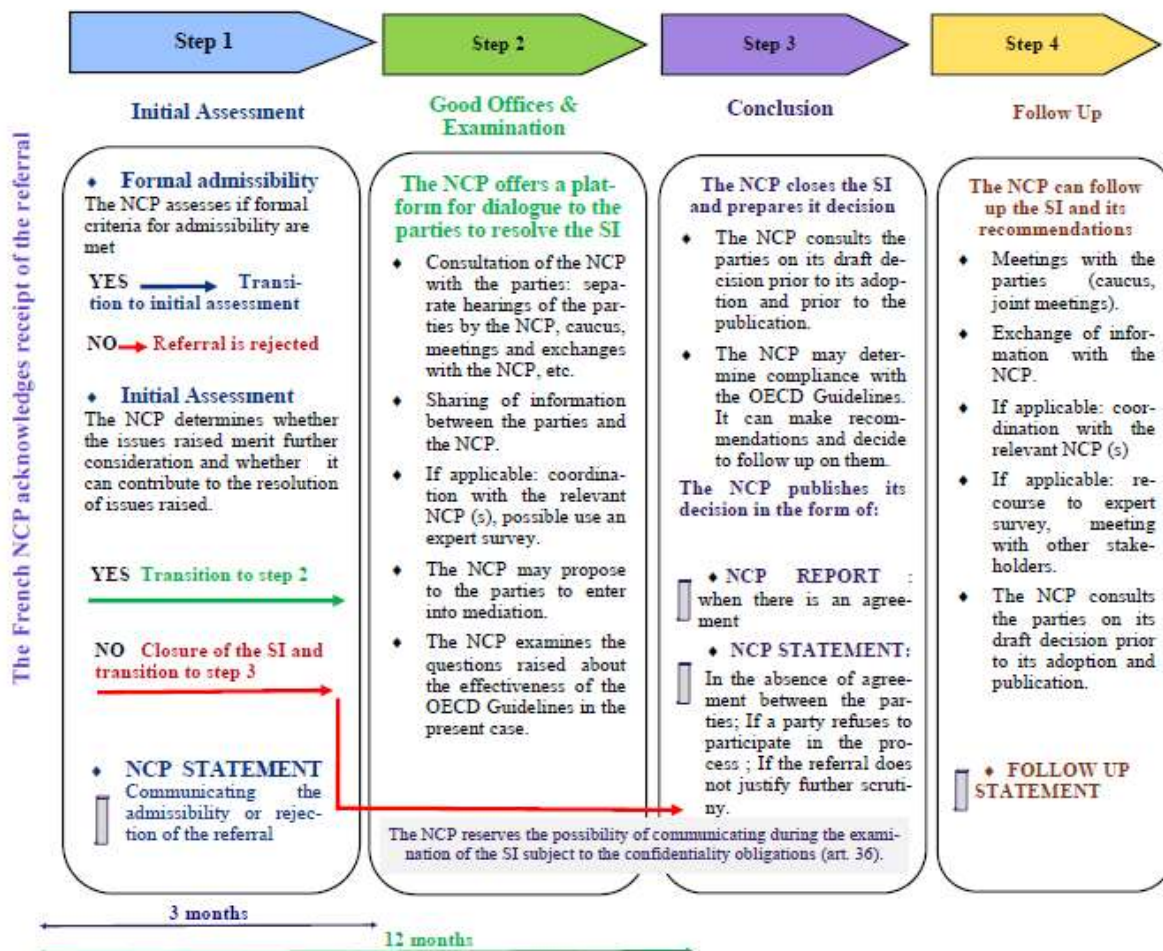 The French NCP acknowledges receipt of the referral
Step 1
Initial Assessment
♦ Formal admissibility
The NCP assesses if formal
criteria for admissibility are
met
YES Transi-
tion to initial assessment
NO Referral is rejected
♦ Initial Assessment
The NCP determines whether
the issues raised merit further
consideration and whether it
can contribute to the resolution
of issues raised.
YES Transition to step 2
NO Closure of the SI and
transition to step 3
♦ NCP STATEMENT
Communicating the
admissibility or rejec-
tion of the referral
Step 2
Good Offices &
Examination
The NCP offers a plat-
form for dialogue to the
parties to resolve the SI
♦ Consultation of the NCP
with the parties: sepa-
rate hearings of the par-
ties by the NCP, caucus,
meetings and exchanges
with the NCP, etc.
♦ Sharing of information
between the parties and
the NCP.
♦ If applicable: coordina-
tion with the relevant
NCP (s), possible use an
expert survey.
♦ The NCP may propose
to the parties to enter
into mediation.
♦ The NCP examines the
questions raised about
the effectiveness of the
OECD Guidelines in the
present case.
Step 3
Conclusion
The NCP closes the SI
and prepares it decision
♦ The NCP consults the
parties on its draft de-
cision prior to its adop-
tion and prior to the
publication.
♦ The NCP may deter-
mine compliance with
the OECD Guidelines.
It can make recom-
mendations and decide
to follow up on them.
The NCP publishes its
decision in the form of:
♦ NCP REPORT :
when there is an agree-
ment
♦ NCP STATEMENT:
In the absence of agree-
ment between the par-
ties; If a party refuses to
participate in the pro-
cess ; If the referral does
not justify further scruti-
ny.
The NCP reserves the possibility of communicating during the exami-
nation of the SI subject to the confidentiality obligations (art. 36).
Step 4
Follow Up
The NCP can follow
up the SI and its
recommendations
♦ Meetings with the
parties (caucus,
joint meetings).
♦ Exchange of infor-
mation with the
NCP.
♦ If applicable: coor-
dination with the
relevant NCP (s)
♦ If applicable: re-
course to expert
survey, meeting
with other stake-
holders.
♦ The NCP consults
the parties on its
draft decision prior
to its adoption and
publication.
♦ FOLLOW UP
STATEMENT
3 months
12 months